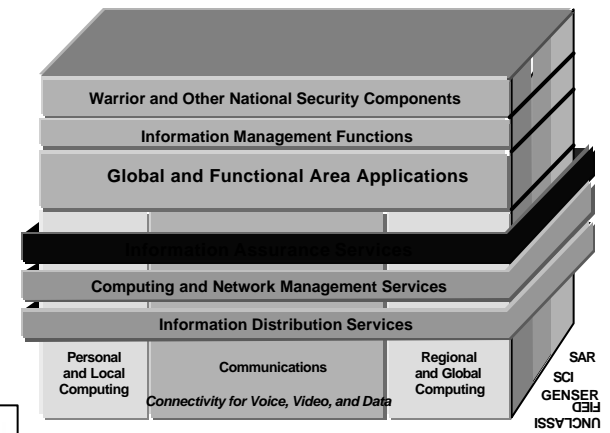 Warrior and Other National Security Components
Information Management Functions
Global and Functional Area Applications
Information Assurance Services
Computing and Network Management Services
Information Distribution Services
Personal
and Local
Computing
Communications
Regional
and Global
Computing
Connectivity for Voice, Video, and Data
SAR
SCI
GENSER
UNCLASSI
FIED